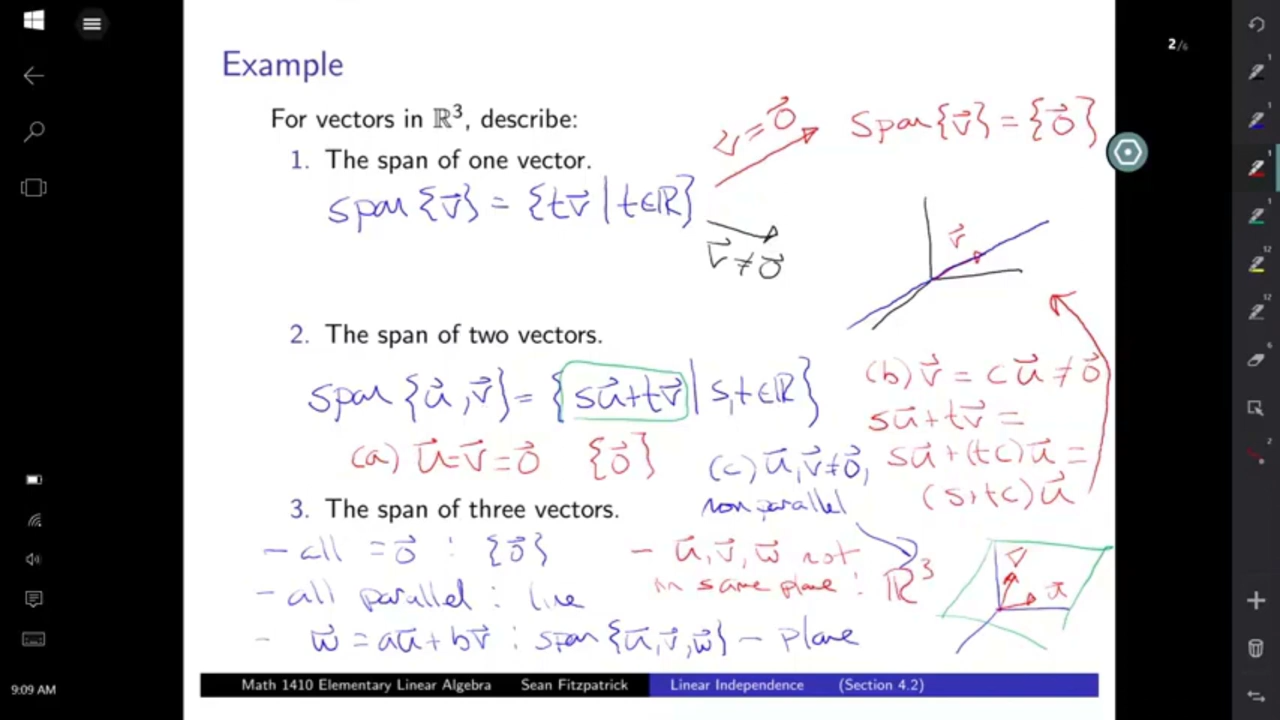 2/6
Example
For vectors in ℝ³, describe:
v⃗ = 0⃗
span{v⃗} = {0⃗}
1. The span of one vector.
span{v⃗} = {tv⃗ | t∈ℝ}
v⃗ ≠ 0⃗
v⃗
2. The span of two vectors.
span{u⃗, v⃗} = {su⃗+tv⃗ | s,t∈ℝ}
(a) u⃗=v⃗=0⃗ {0⃗}
(b) v⃗ = cu⃗ ≠ 0⃗
su⃗+tv⃗ =
su⃗+(tc)u⃗ =
(s+tc)u⃗
(c) u⃗,v⃗≠0⃗,
non parallel
3. The span of three vectors.
- all = 0⃗ : {0⃗}
- all parallel : line
- w⃗ = au⃗+bv⃗ : span{u⃗,v⃗,w⃗} - plane
- u⃗, v⃗, w⃗ not
in same plane : ℝ³
v⃗
u⃗
Math 1410 Elementary Linear Algebra Sean Fitzpatrick Linear Independence (Section 4.2)
9:09 AM